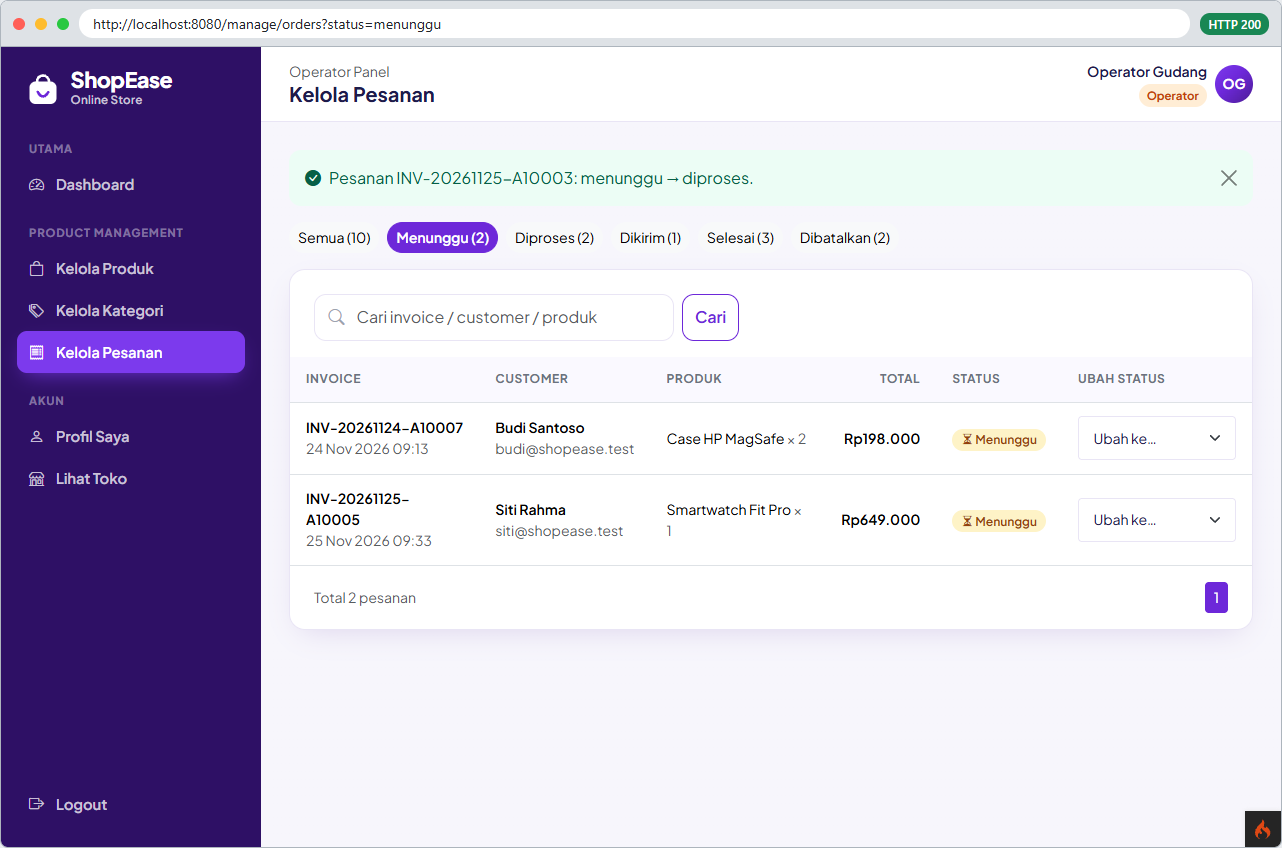 http://localhost:8080/manage/orders?status=menunggu
HTTP 200
ShopEase
Online Store
UTAMA
Dashboard
PRODUCT MANAGEMENT
Kelola Produk
Kelola Kategori
Kelola Pesanan
AKUN
Profil Saya
Lihat Toko
Logout
Operator Panel
Kelola Pesanan
Operator Gudang
Operator
OG
Pesanan INV-20261125-A10003: menunggu → diproses.
Semua (10) Menunggu (2) Diproses (2) Dikirim (1) Selesai (3) Dibatalkan (2)
Cari invoice / customer / produk
Cari
INVOICE CUSTOMER PRODUK TOTAL STATUS UBAH STATUS
INV-20261124-A10007
24 Nov 2026 09:13
Budi Santoso
budi@shopease.test
Case HP MagSafe × 2
Rp198.000
Menunggu
Ubah ke...
INV-20261125-
A10005
25 Nov 2026 09:33
Siti Rahma
siti@shopease.test
Smartwatch Fit Pro ×
1
Rp649.000
Menunggu
Ubah ke...
Total 2 pesanan
1